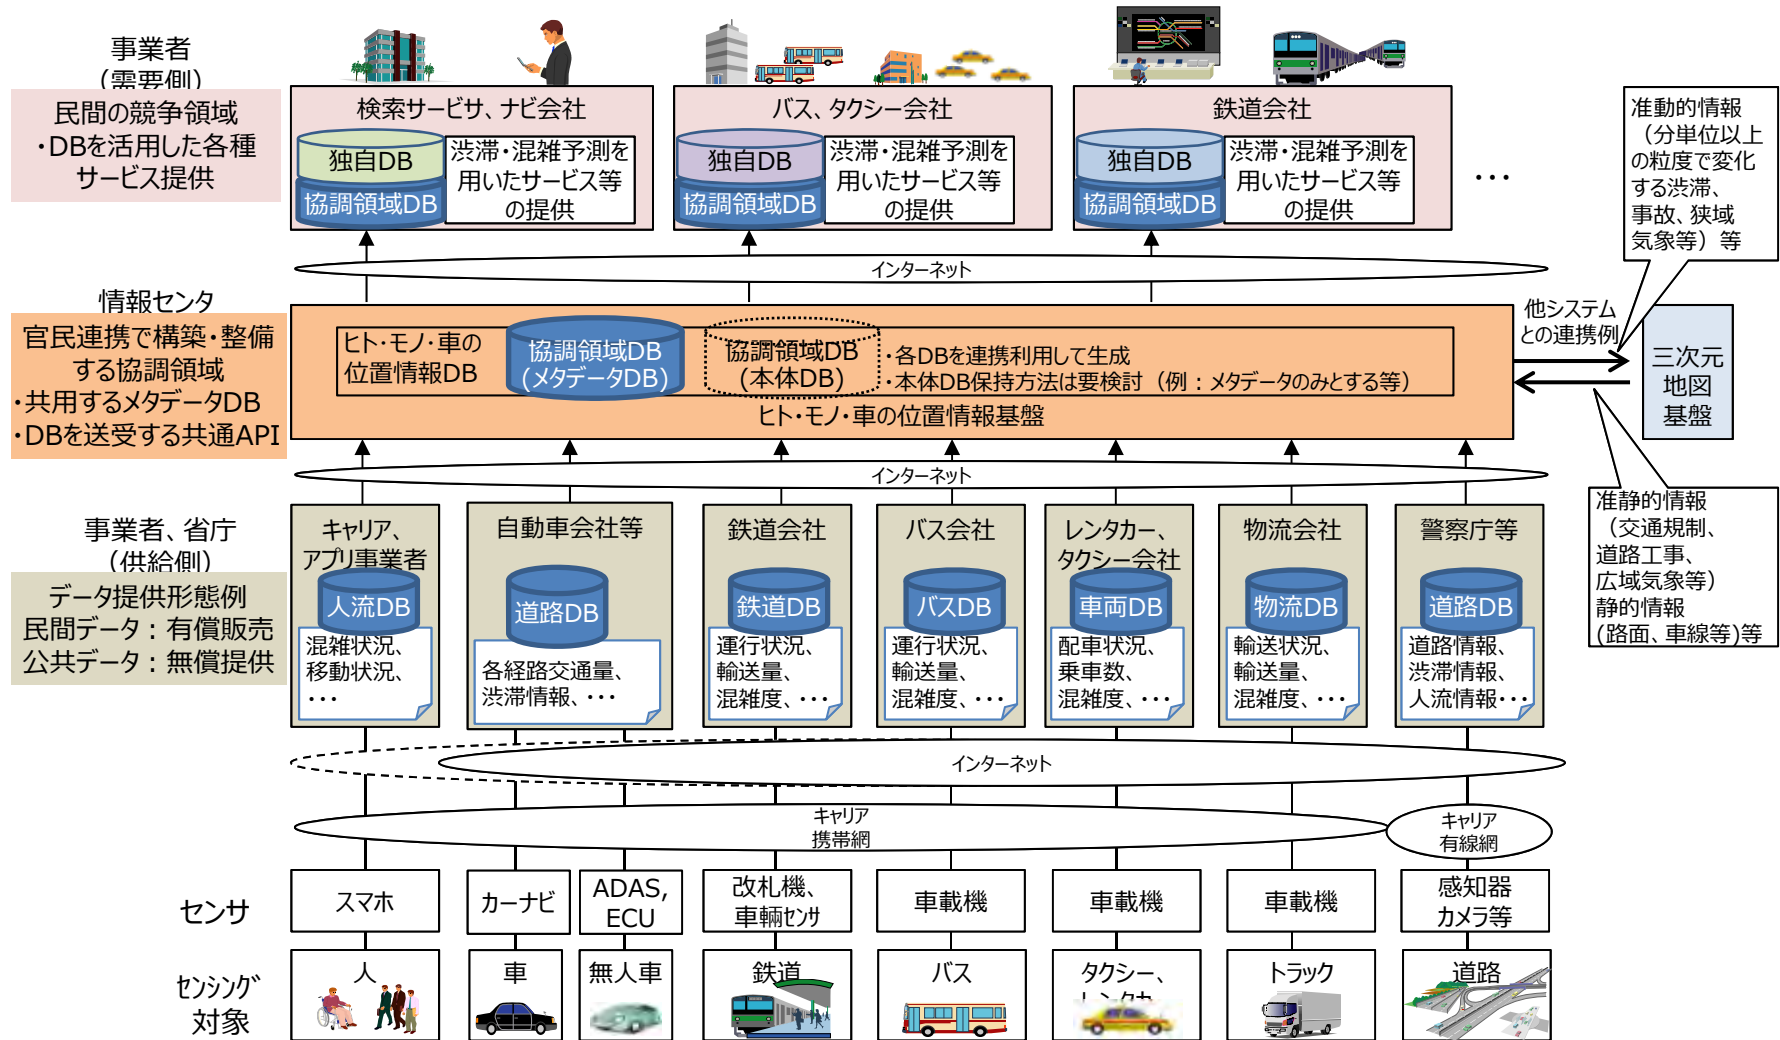 事業者
（需要側）
民間の競争領域
・DBを活用した各種
サービス提供
検索サービサ、ナビ会社
独自DB
協調領域DB
渋滞・混雑予測を
用いたサービス等
の提供
バス、タクシー会社
独自DB
協調領域DB
渋滞・混雑予測を
用いたサービス等
の提供
鉄道会社
独自DB
協調領域DB
渋滞・混雑予測を
用いたサービス等
の提供
・・・
准動的情報
（分単位以上
の粒度で変化
する渋滞、
事故、狭域
気象等）等
インターネット
情報センタ
官民連携で構築・整備
する協調領域
・共用するメタデータDB
・DBを送受する共通API
ヒト・モノ・車の
位置情報DB
協調領域DB
(メタデータDB)
協調領域DB
(本体DB)
・各DBを連携利用して生成
・本体DB保持方法は要検討（例：メタデータのみとする等）
ヒト・モノ・車の位置情報基盤
他システム
との連携例
三次元
地図
基盤
インターネット
准静的情報
（交通規制、
道路工事、
広域気象等）
静的情報
(路面、車線等)等
事業者、省庁
（供給側）
データ提供形態例
民間データ：有償販売
公共データ：無償提供
キャリア、
アプリ事業者
人流DB
混雑状況、
移動状況、
・・・
自動車会社等
道路DB
各経路交通量、
渋滞情報、・・・
鉄道会社
鉄道DB
運行状況、
輸送量、
混雑度、・・・
バス会社
バスDB
運行状況、
輸送量、
混雑度、・・・
レンタカー、
タクシー会社
車両DB
配車状況、
乗車数、
混雑度、・・・
物流会社
物流DB
輸送状況、
輸送量、
混雑度、・・・
警察庁等
道路DB
道路情報、
渋滞情報、
人流情報・・・
インターネット
キャリア
携帯網
キャリア
有線網
センサ
スマホ
カーナビ
ADAS,
ECU
改札機、
車輌センサ
車載機
車載機
車載機
感知器
カメラ等
センシング
対象
人
車
無人車
鉄道
バス
タクシー、
レンタカー
トラック
道路